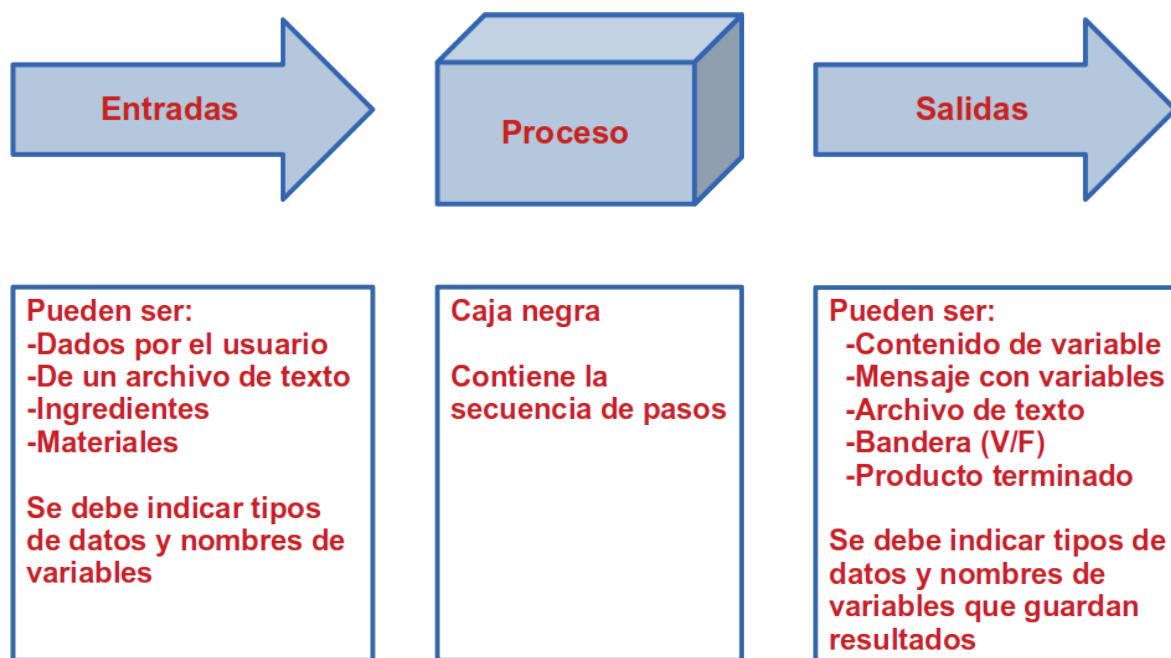 Entradas
Proceso
Salidas
Pueden ser:
-Dados por el usuario
-De un archivo de texto
-Ingredientes
-Materiales
Se debe indicar tipos
de datos y nombres de
variables
Caja negra
Contiene la
secuencia de pasos
Pueden ser:
-Contenido de variable
-Mensaje con variables
-Archivo de texto
-Bandera (V/F)
-Producto terminado
Se debe indicar tipos de
datos y nombres de
variables que guardan
resultados